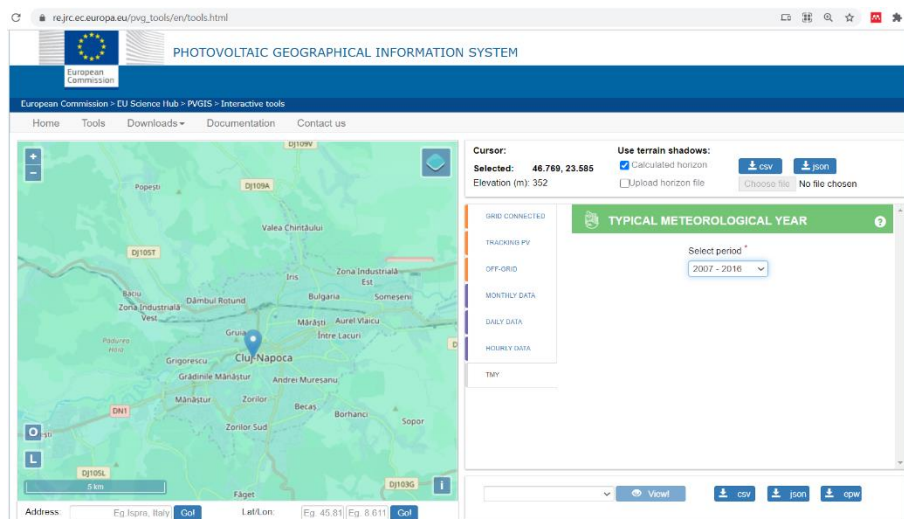 re.jrc.ec.europa.eu/pvg_tools/en/tools.html
PHOTOVOLTAIC GEOGRAPHICAL INFORMATION SYSTEM
European
Commission
European Commission > EU Science Hub > PVGIS > Interactive tools
Home Tools Downloads Documentation Contact us
+
−
DJ109V
Popești
DJ109A
Valea Chintăului
DJ105T
Iris
Zona Industrială
Est
Baciu
Zona Industrială
Vest
Dâmbul Rotund
Bulgaria
Someseni
Mărăști
Aurel Vlaicu
Gruia
Între Lacuri
Pădurea
Hoia
Grigorescu
Cluj-Napoca
Grădinile Mănăștur
Andrei Muresanu
Mănăștur
Zorilor
DN1
Becaș
Borhanci
Zorilor Sud
Sopor
O
L
DJ105L
5 km
Făget
DJ103G
i
Address: Eg.Ispra, Italy Go! Lat/Lon: Eg. 45.81 Eg. 8.611 Go!
Cursor:
Selected: 46.769, 23.585
Elevation (m): 352
Use terrain shadows:
Calculated horizon
Upload horizon file
csv json
Choose file No file chosen
GRID CONNECTED
TRACKING PV
OFF-GRID
MONTHLY DATA
DAILY DATA
HOURLY DATA
TMY
TYPICAL METEOROLOGICAL YEAR
?
Select period *
2007 - 2016
View! csv json epw